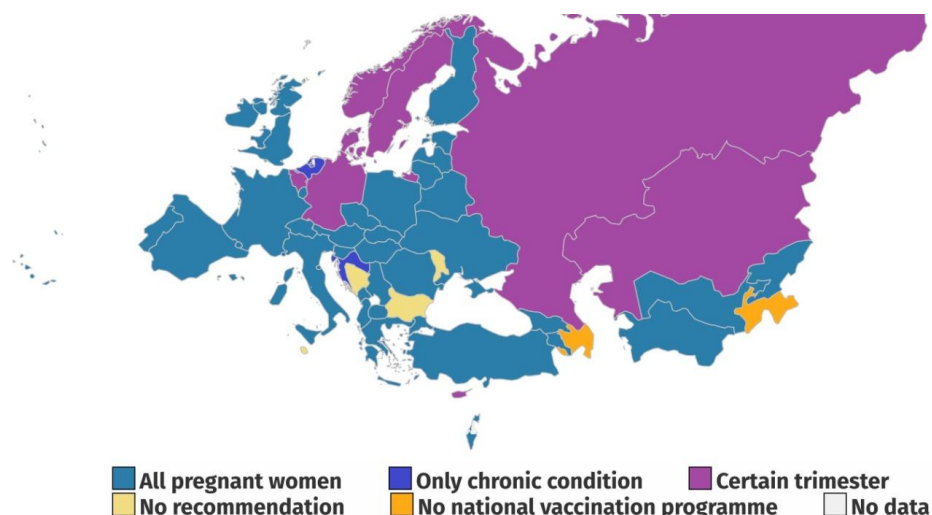 All pregnant women Only chronic condition Certain trimester
No recommendation No national vaccination programme No data